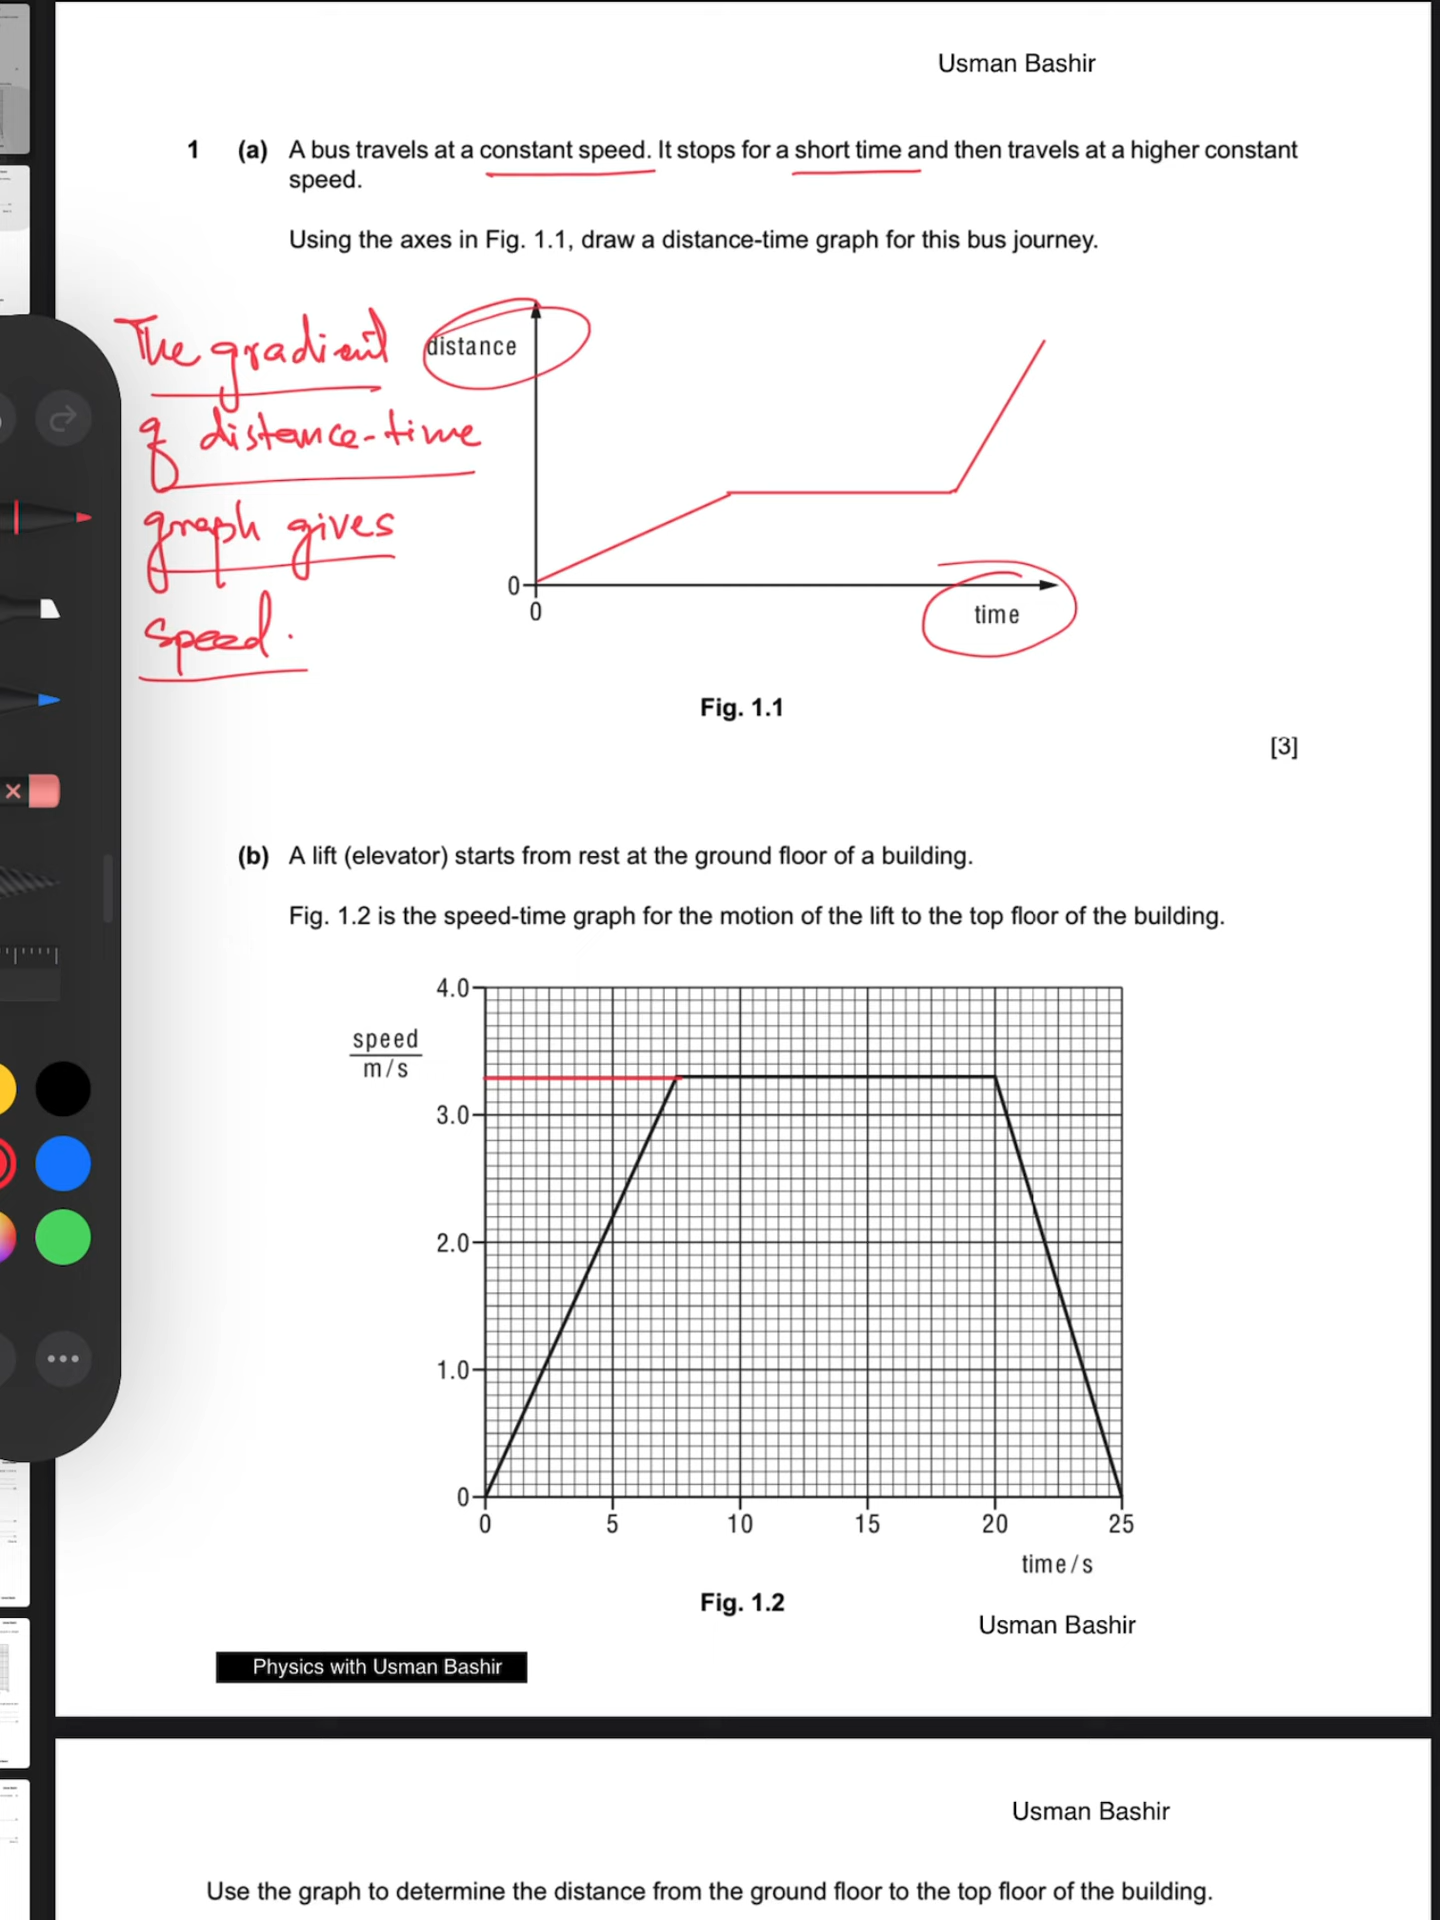 Usman Bashir
1 (a) A bus travels at a constant speed. It stops for a short time and then travels at a higher constant
speed.
Using the axes in Fig. 1.1, draw a distance-time graph for this bus journey.
The gradient
of distance-time
graph gives
speed.
distance
0
0
time
Fig. 1.1
[3]
(b) A lift (elevator) starts from rest at the ground floor of a building.
Fig. 1.2 is the speed-time graph for the motion of the lift to the top floor of the building.
4.0
speed
m/s
3.0
2.0
1.0
0
0 5 10 15 20 25
time/s
Fig. 1.2
Usman Bashir
Physics with Usman Bashir
Usman Bashir
Use the graph to determine the distance from the ground floor to the top floor of the building.